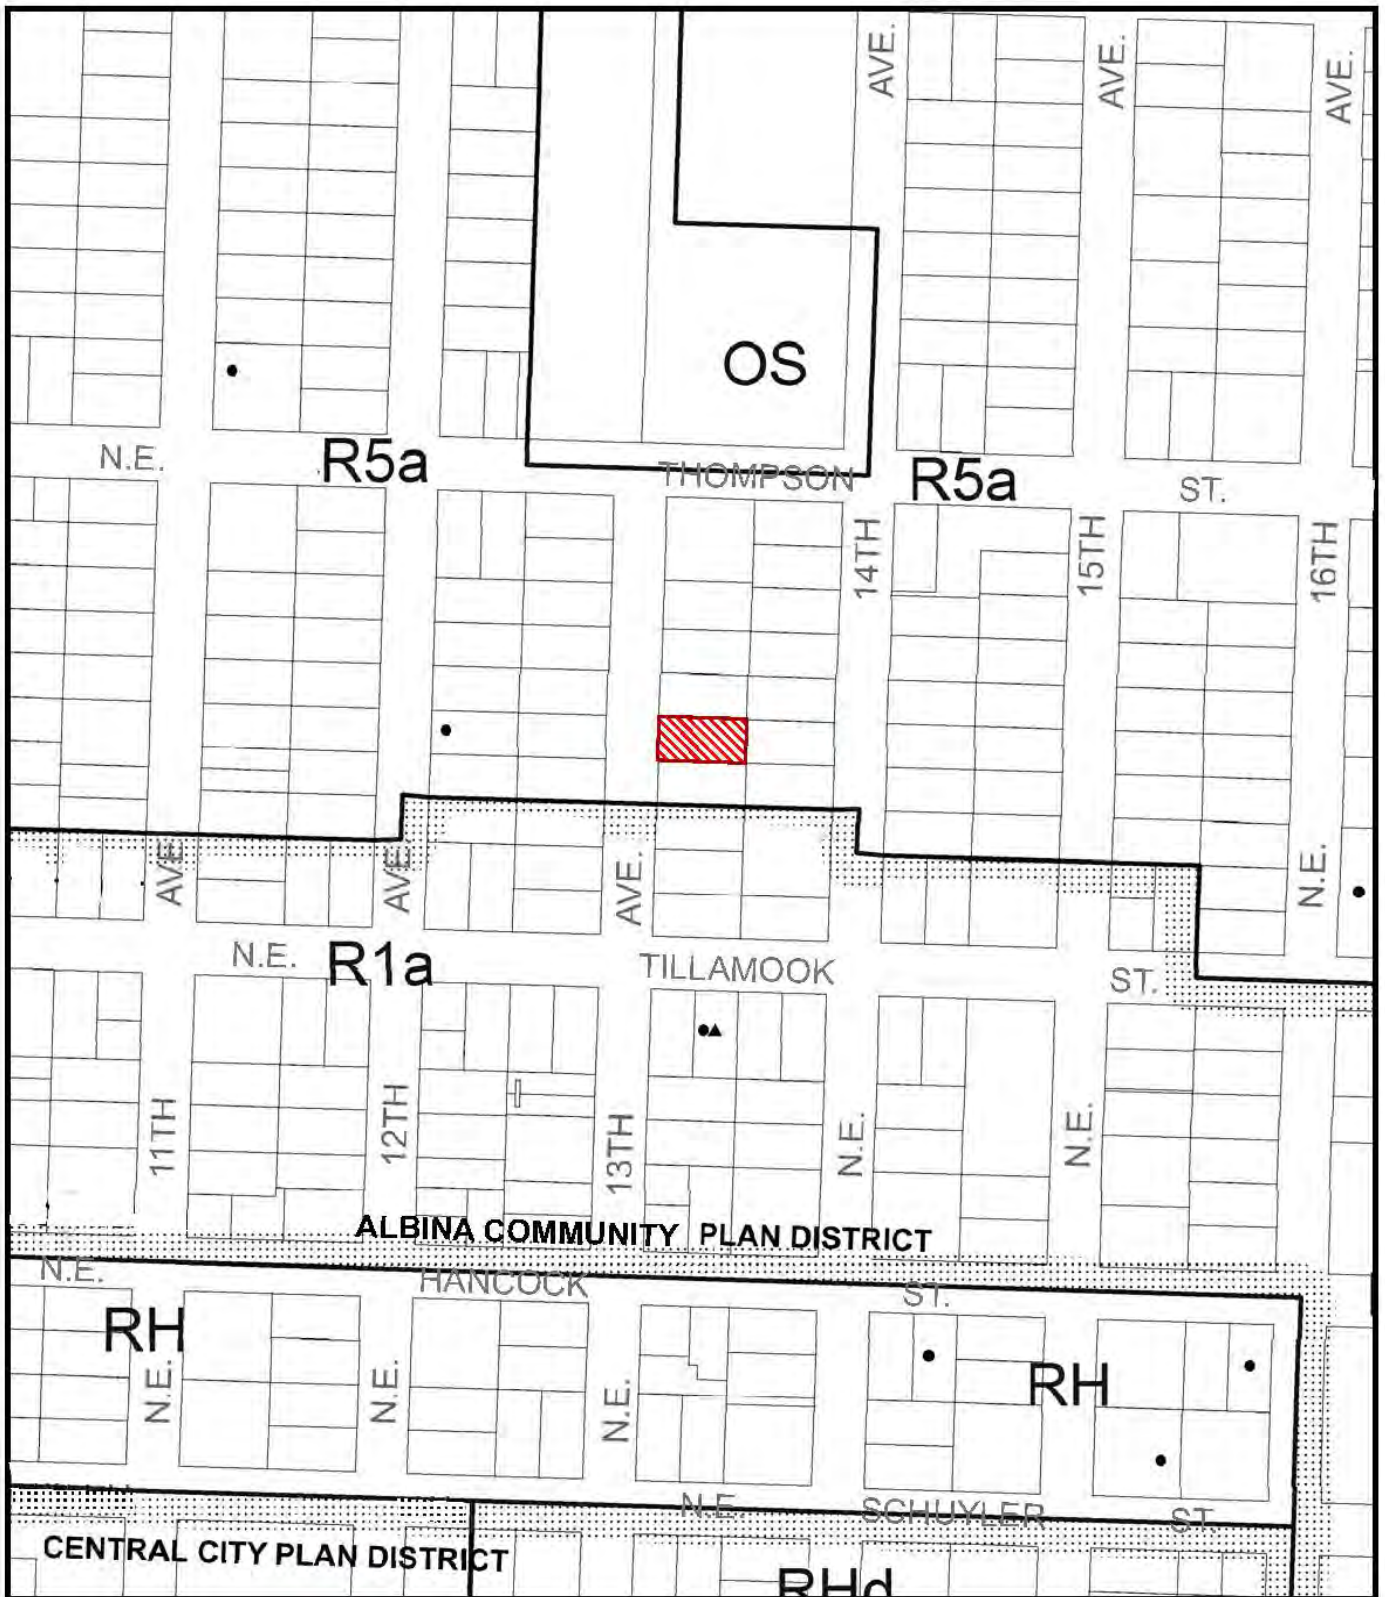 AVE.
AVE.
AVE.
OS
N.E.
R5a
THOMPSON
R5a
ST.
14TH
15TH
16TH
AVE.
AVE.
AVE.
N.E.
N.E.
R1a
TILLAMOOK
ST.
11TH
12TH
13TH
N.E.
N.E.
ALBINA COMMUNITY PLAN DISTRICT
N.E.
HANCOCK
ST.
RH
RH
N.E.
N.E.
N.E.
N.E.
SCHUYLER
ST.
CENTRAL CITY PLAN DISTRICT
RHd